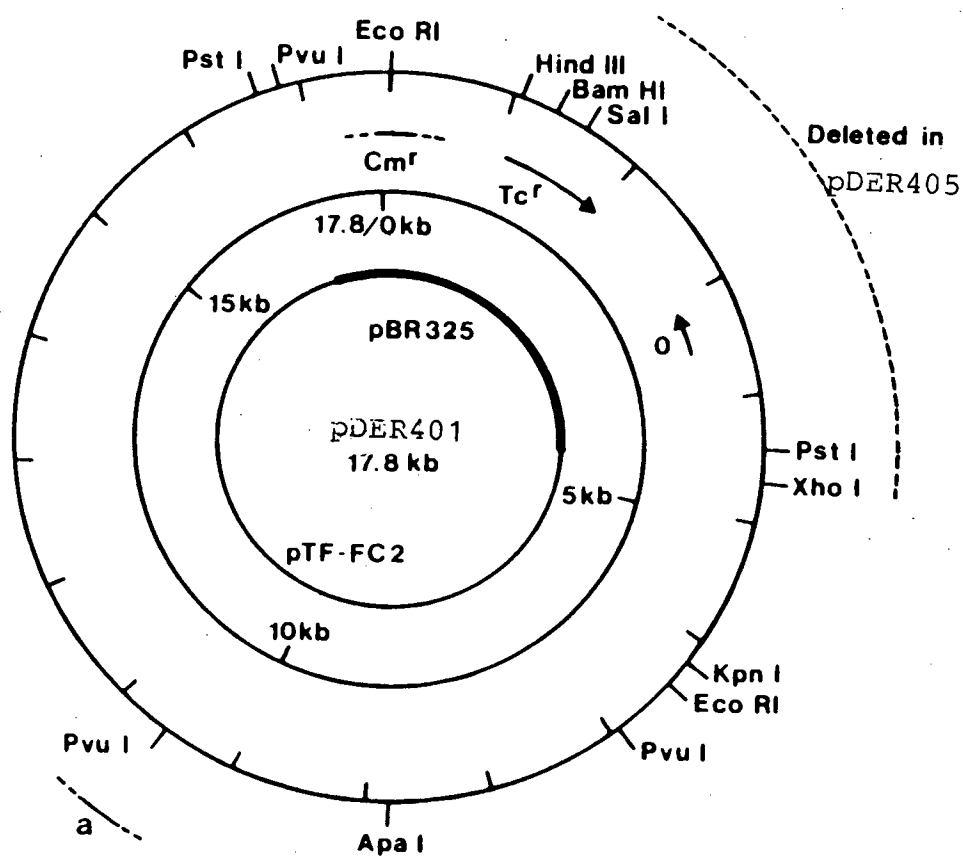 Eco RI
Pst I
Pvu I
Hind III
Bam HI
Sal I
Deleted in
pDER405
Cmʳ
Tcʳ
17.8/0kb
15kb
pBR325
o
pDER401
17.8 kb
Pst I
Xho I
5kb
pTF-FC2
10kb
Kpn I
Eco RI
Pvu I
Pvu I
a
Apa I